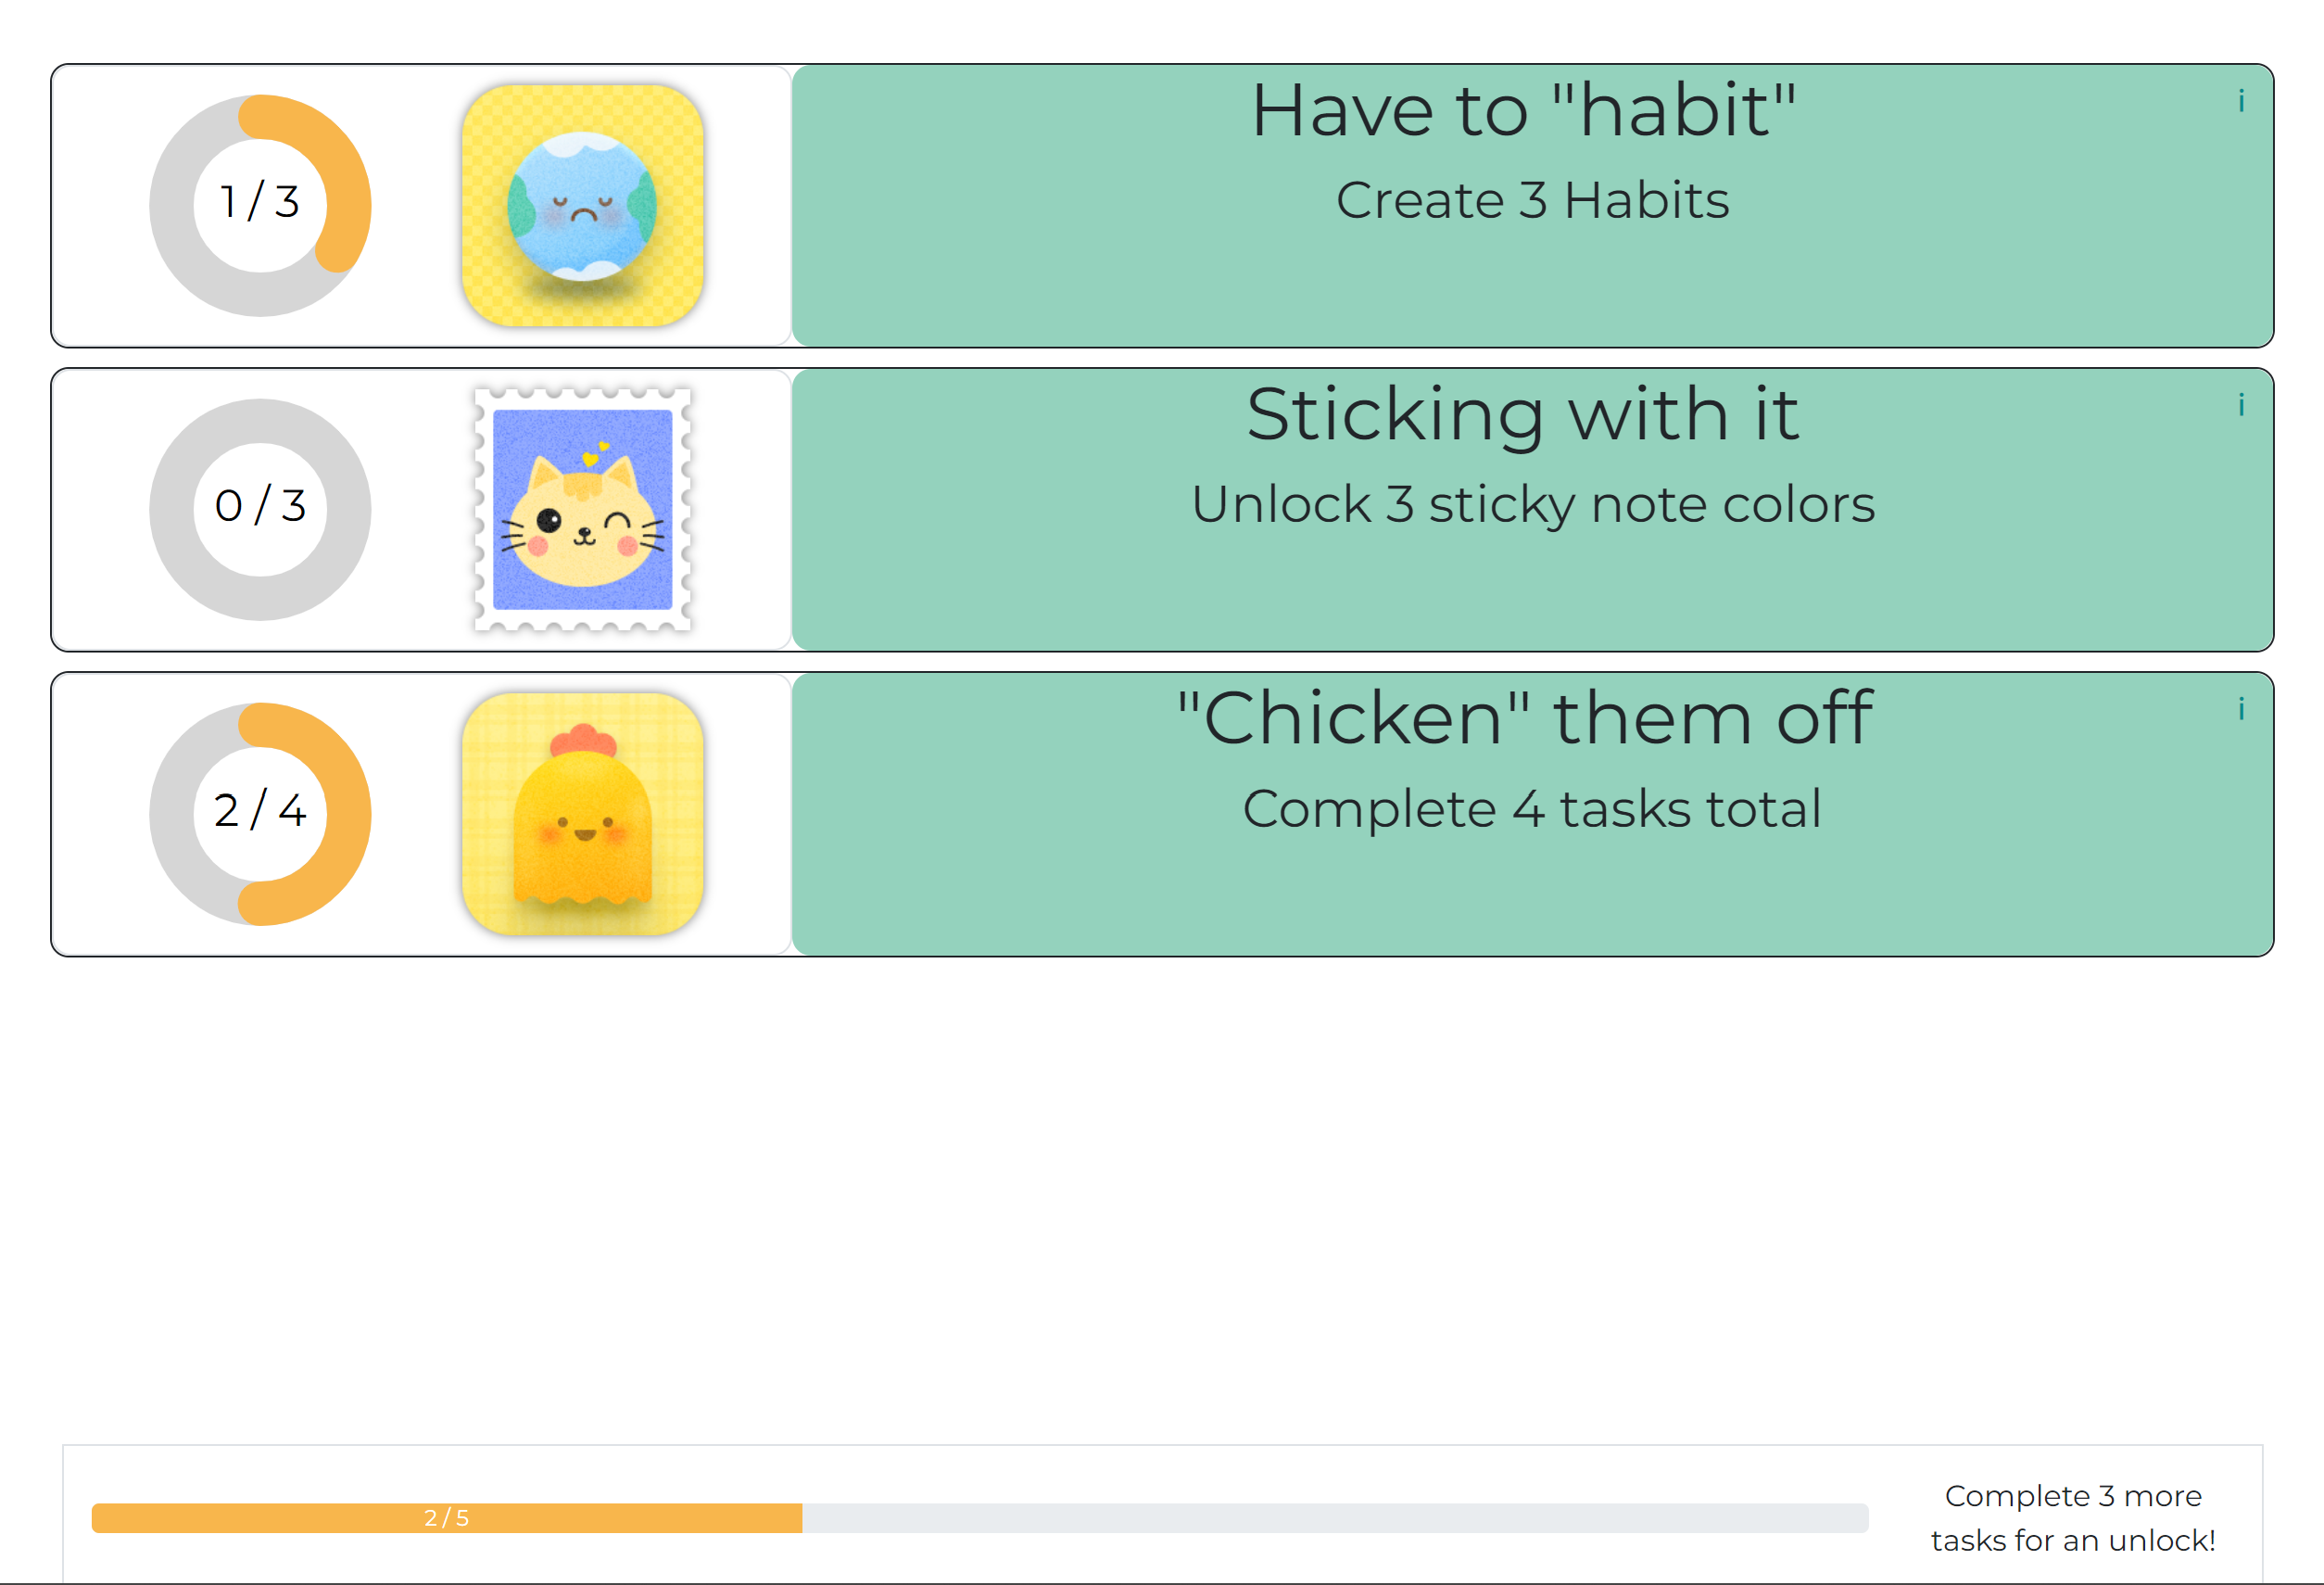 1 / 3
Have to "habit"
i
Create 3 Habits
0 / 3
Sticking with it
i
Unlock 3 sticky note colors
2 / 4
"Chicken" them off
i
Complete 4 tasks total
2 / 5
Complete 3 more
tasks for an unlock!